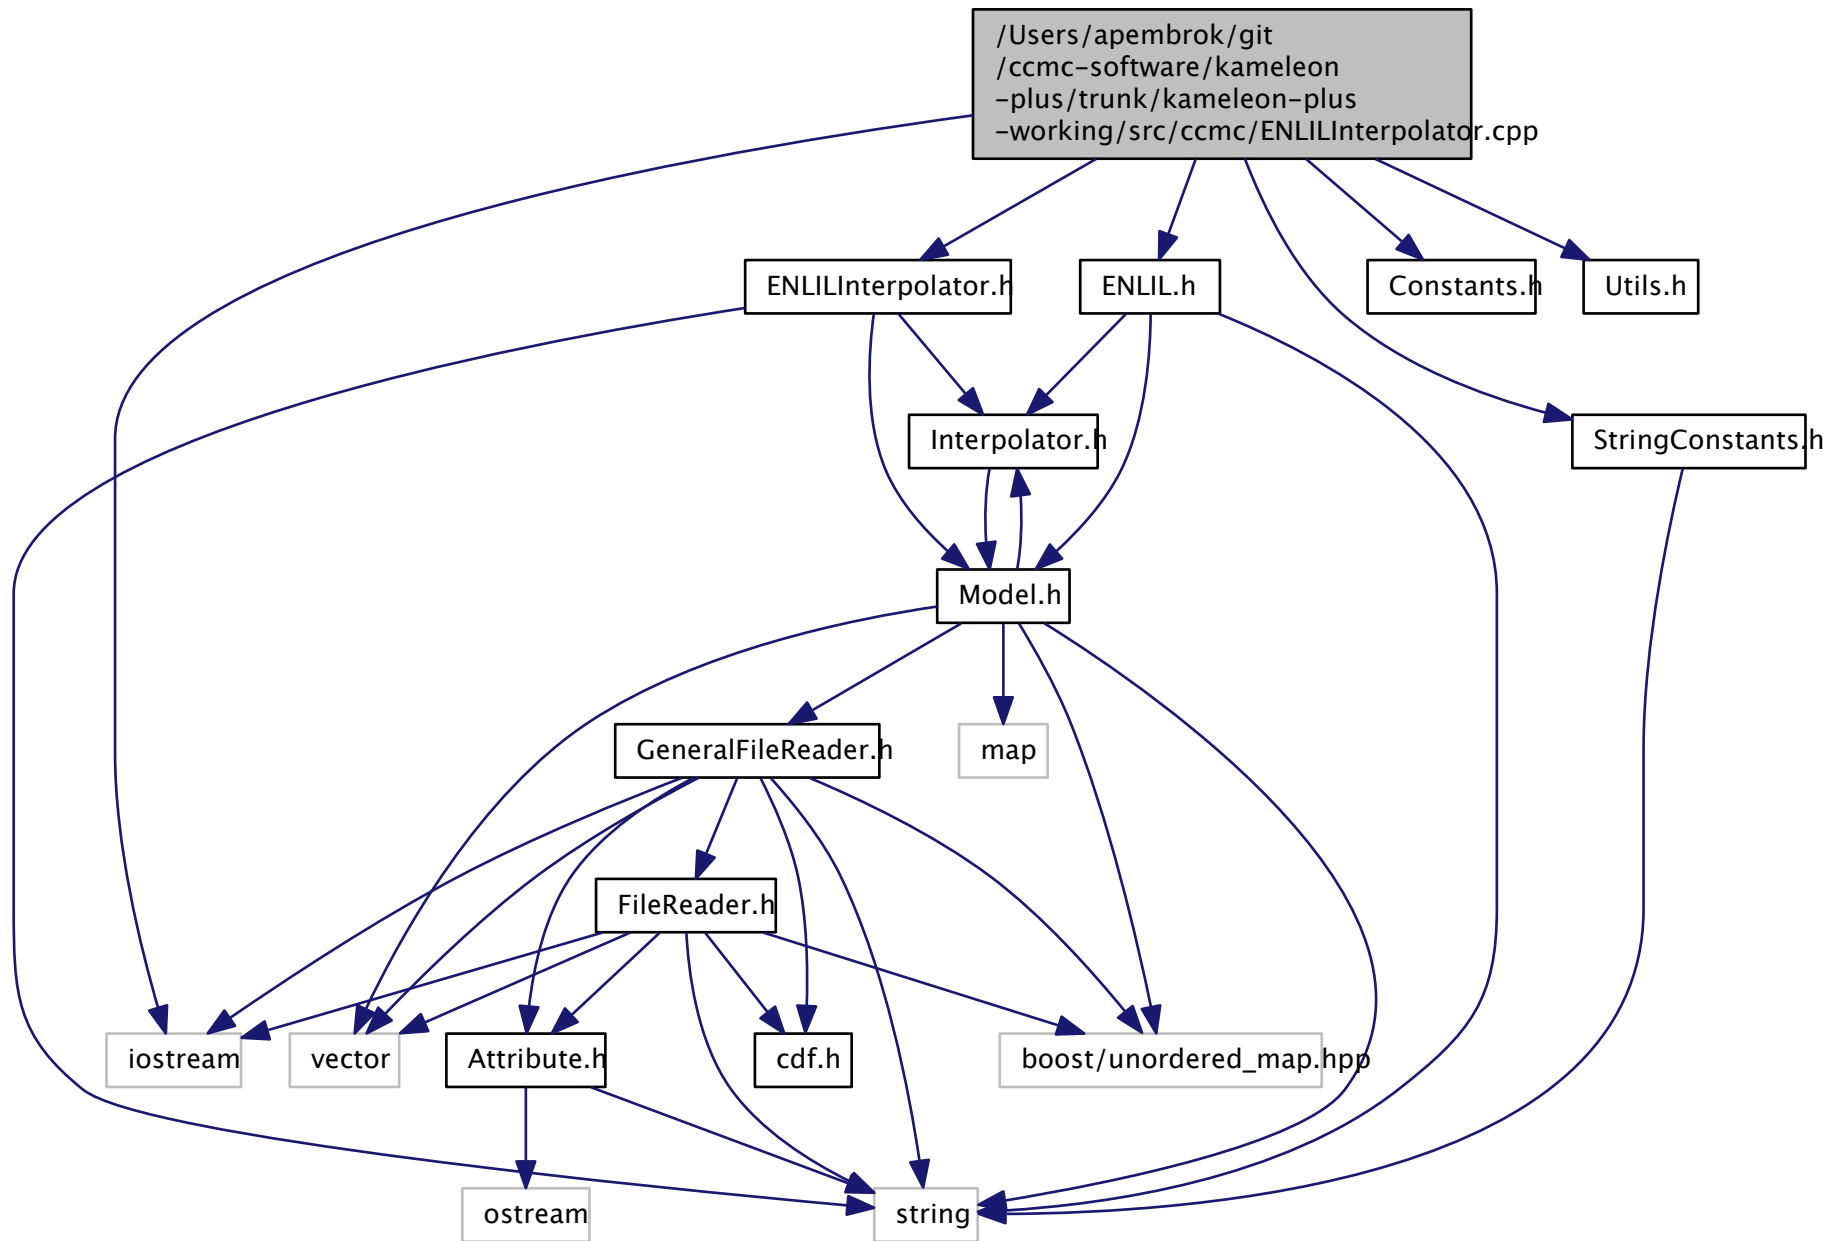 /Users/apembrok/git
/ccmc-software/kameleon
-plus/trunk/kameleon-plus
-working/src/ccmc/ENLILInterpolator.cpp
ENLILInterpolator.h
ENLIL.h
Constants.h
Utils.h
Interpolator.h
StringConstants.h
Model.h
GeneralFileReader.h
map
FileReader.h
iostream
vector
Attribute.h
cdf.h
boost/unordered_map.hpp
ostream
string